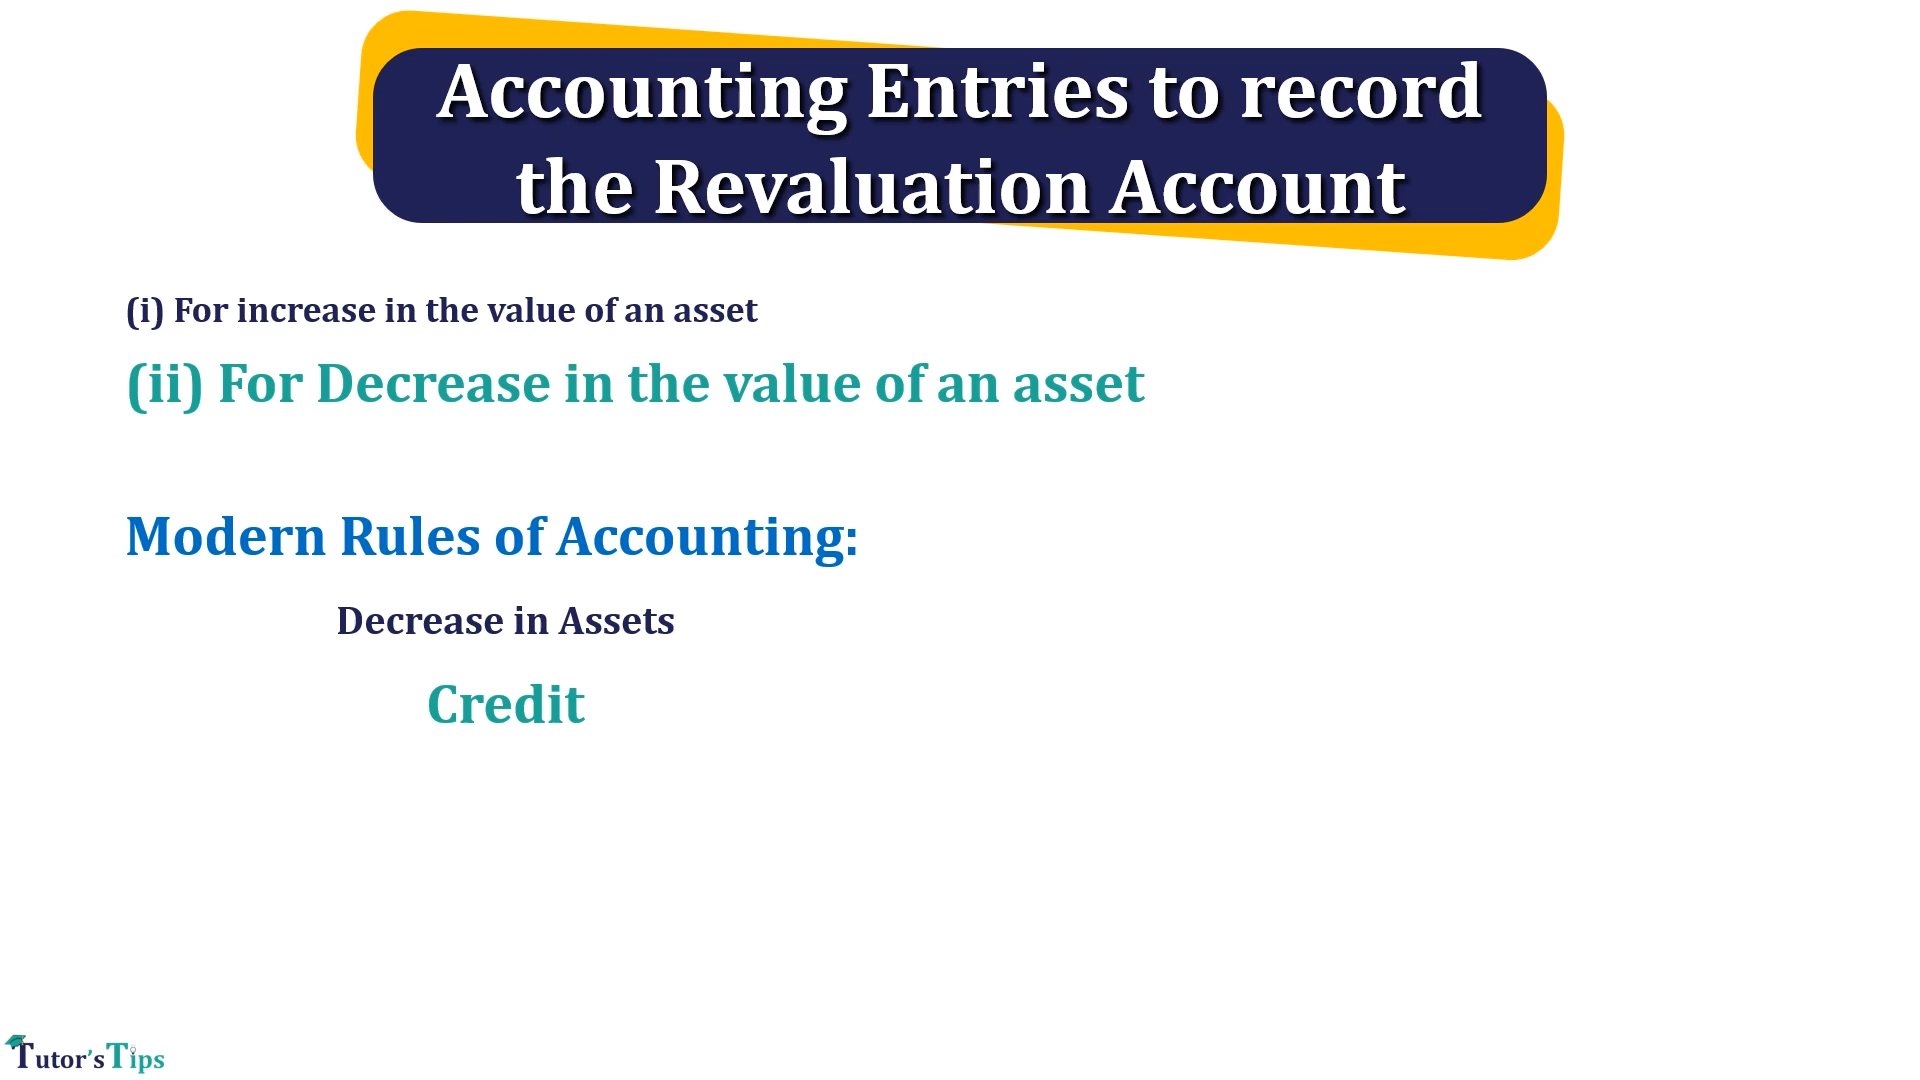 Accounting Entries to record
the Revaluation Account
(i) For increase in the value of an asset
(ii) For Decrease in the value of an asset
Modern Rules of Accounting:
Decrease in Assets
Credit
Tutor'sTips